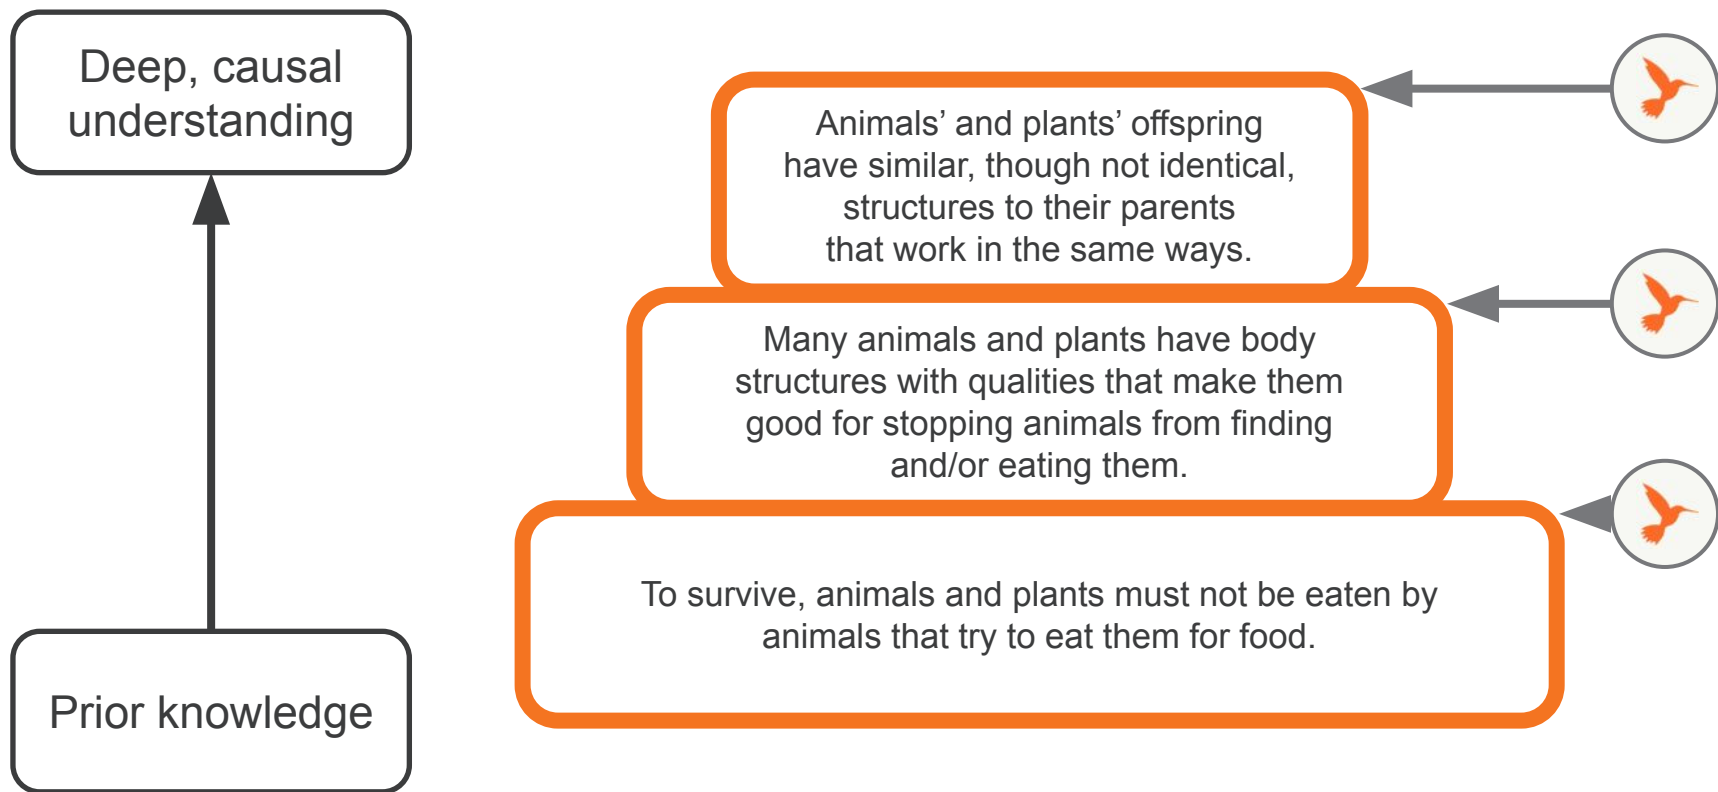 Deep, causal
understanding
Animals’ and plants’ offspring
have similar, though not identical,
structures to their parents
that work in the same ways.
Many animals and plants have body
structures with qualities that make them
good for stopping animals from finding
and/or eating them.
To survive, animals and plants must not be eaten by
animals that try to eat them for food.
Prior knowledge